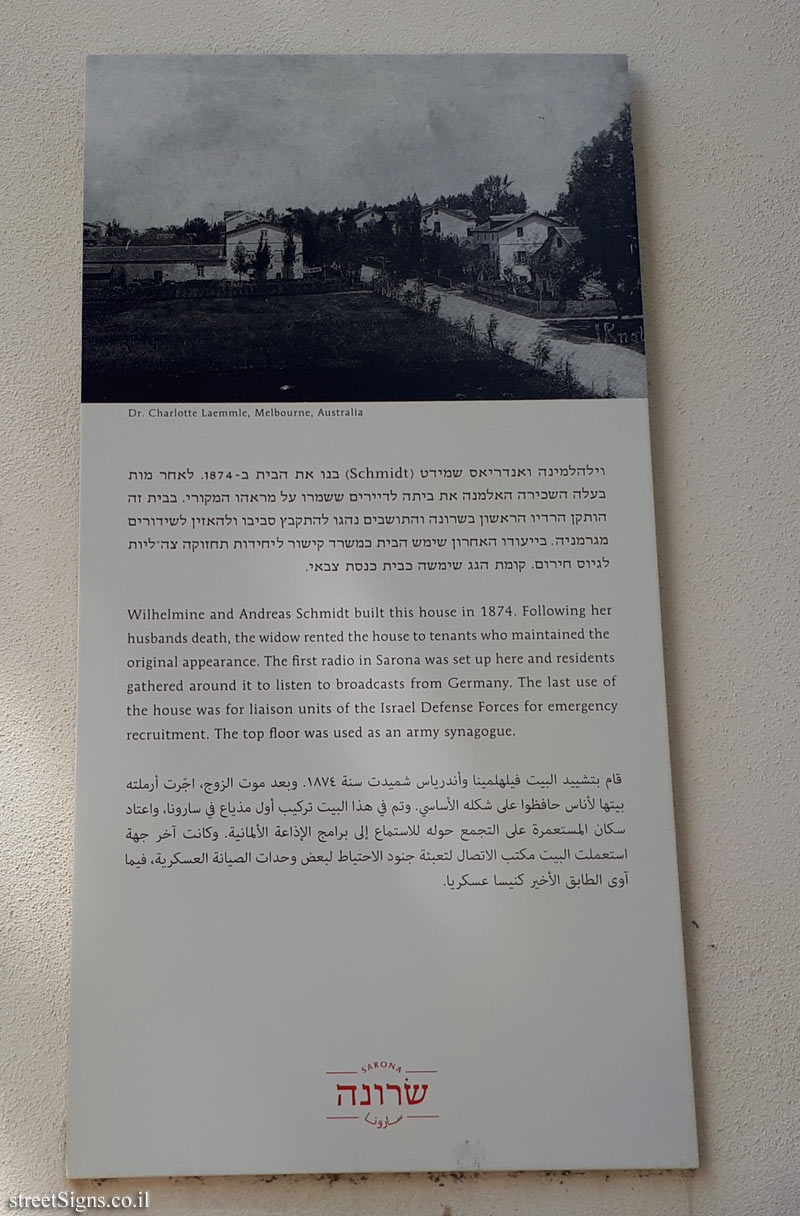 Dr. Charlotte Laemmle, Melbourne, Australia
וילהלמינה ואנדריאס שמידט (Schmidt) בנו את הבית ב-1874. לאחר מות
בעלה השכירה האלמנה את ביתה לדיירים ששמרו על מראהו המקורי. בבית זה
הותקן הרדיו הראשון בשרונה והתושבים נהגו להתקבץ סביבו ולהאזין לשידורים
מגרמניה. בייעודו האחרון שימש הבית כמשרד קישור ליחידות תחזוקה צה״ליות
לגיוס חירום. קומת הגג שימשה כבית כנסת צבאי.
Wilhelmine and Andreas Schmidt built this house in 1874. Following her
husbands death, the widow rented the house to tenants who maintained the
original appearance. The first radio in Sarona was set up here and residents
gathered around it to listen to broadcasts from Germany. The last use of
the house was for liaison units of the Israel Defense Forces for emergency
recruitment. The top floor was used as an army synagogue.
قام بتشييد البيت فيلهلمينا وأندرياس شميدت سنة ١٨٧٤. وبعد موت الزوج، اجّرت أرملته
بيتها لأناس حافظوا على شكله الأساسي. وتم في هذا البيت تركيب أول مذياع في سارونا، واعتاد
سكان المستعمرة على التجمع حوله للاستماع إلى برامج الإذاعة الألمانية. وكانت آخر جهة
استعملت البيت مكتب الاتصال لتعبئة جنود الاحتياط لبعض وحدات الصيانة العسكرية، فيما
آوى الطابق الأخير كنيسا عسكريا.
SARONA
שרונה
سارونا
streetSigns.co.il